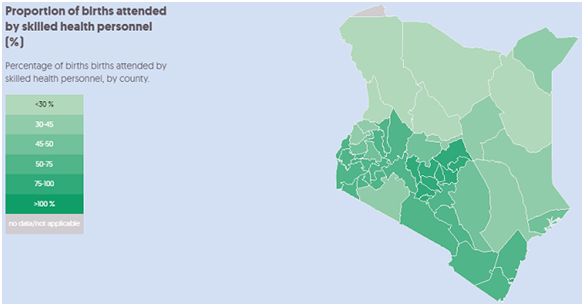 Proportion of births attended
by skilled health personnel
(%)
Percentage of births births attended by
skilled health personnel, by county.
<30 %
30-45
45-50
50-75
75-100
>100 %
no data/not applicable